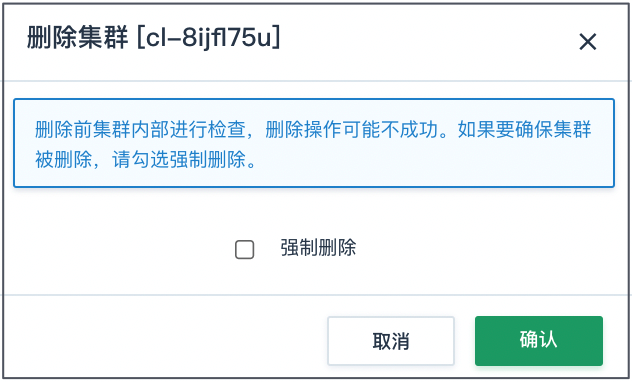 删除集群 [cl-8ijfl75u]
删除前集群内部进行检查，删除操作可能不成功。如果要确保集群
被删除，请勾选强制删除。
强制删除
取消
确认